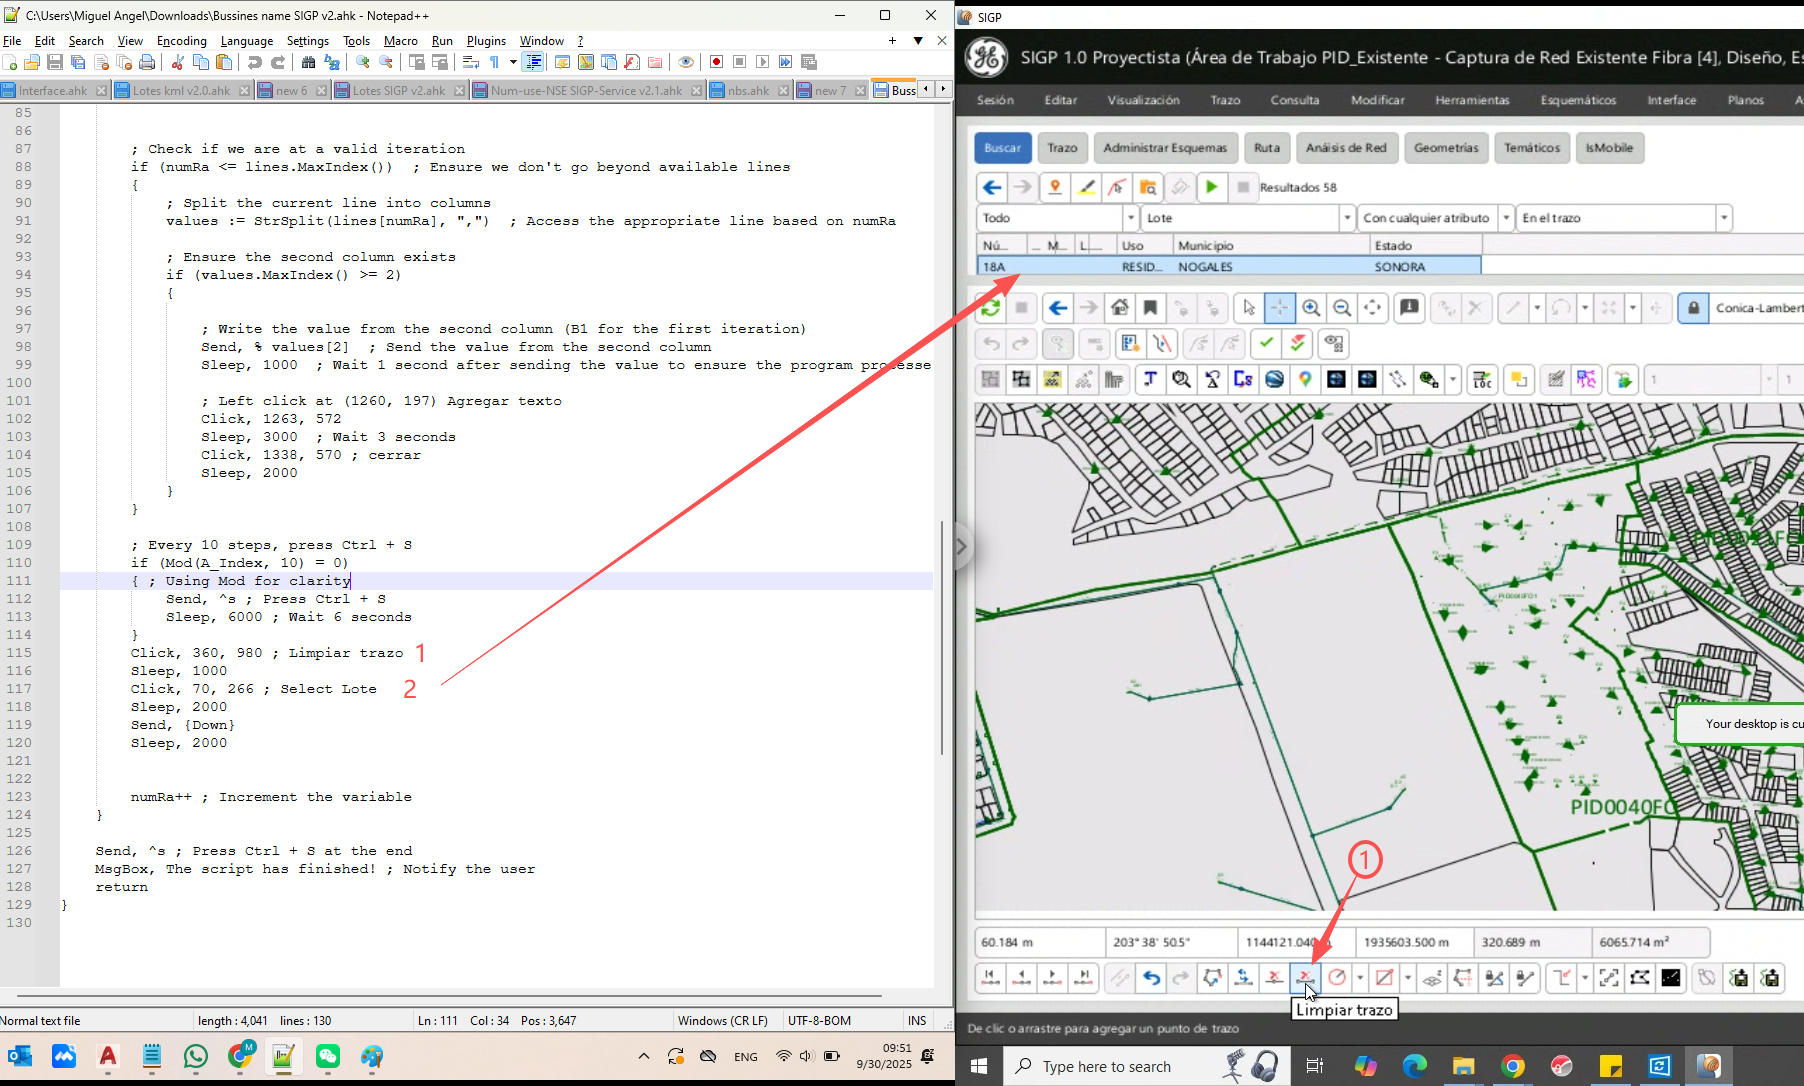 C:\Users\Miguel Angel\Downloads\Bussines name SIGP v2.ahk - Notepad++
File Edit Search View Encoding Language Settings Tools Macro Run Plugins Window ?
Interface.ahk Lotes kml v2.0.ahk new 6 Lotes SIGP v2.ahk Num-use-NSE SIGP-Service v2.1.ahk nbs.ahk new 7 Buss
85
86
87 ; Check if we are at a valid iteration
88 if (numRa <= lines.MaxIndex()) ; Ensure we don't go beyond available lines
89 {
90 ; Split the current line into columns
91 values := StrSplit(lines[numRa], ",") ; Access the appropriate line based on numRa
92
93 ; Ensure the second column exists
94 if (values.MaxIndex() >= 2)
95 {
96
97 ; Write the value from the second column (B1 for the first iteration)
98 Send, % values[2] ; Send the value from the second column
99 Sleep, 1000 ; Wait 1 second after sending the value to ensure the program processe
100
101 ; Left click at (1260, 197) Agregar texto
102 Click, 1263, 572
103 Sleep, 3000 ; Wait 3 seconds
104 Click, 1338, 570 ; cerrar
105 Sleep, 2000
106 }
107 }
108
109 ; Every 10 steps, press Ctrl + S
110 if (Mod(A_Index, 10) = 0)
111 { ; Using Mod for clarity
112 Send, ^s ; Press Ctrl + S
113 Sleep, 6000 ; Wait 6 seconds
114 }
115 Click, 360, 980 ; Limpiar trazo 1
116 Sleep, 1000
117 Click, 70, 266 ; Select Lote 2
118 Sleep, 2000
119 Send, {Down}
120 Sleep, 2000
121
122
123 numRa++ ; Increment the variable
124 }
125
126 Send, ^s ; Press Ctrl + S at the end
127 MsgBox, The script has finished! ; Notify the user
128 return
129 }
130
Normal text file length : 4,041 lines : 130 Ln : 111 Col : 34 Pos : 3,647 Windows (CR LF) UTF-8-BOM INS
ENG 09:51
9/30/2025
SIGP
SIGP 1.0 Proyectista (Área de Trabajo PID_Existente - Captura de Red Existente Fibra [4], Diseño, Es
Sesión Editar Visualización Trazo Consulta Modificar Herramientas Esquemáticos Interface Planos A
Buscar Trazo Administrar Esquemas Ruta Análisis de Red Geometrías Temáticos IsMobile
Resultados 58
Todo Lote Con cualquier atributo En el trazo
Nú... ... M... L... Uso Municipio Estado
18A RESID... NOGALES SONORA
Conica-Lambert
1 1
PID0040FO1
Your desktop is cu
PID0040FO
1
60.184 m 203° 38' 50.5" 1144121.040 1935603.500 m 320.689 m 6065.714 m²
Limpiar trazo
De clic o arrastre para agregar un punto de trazo
Type here to search